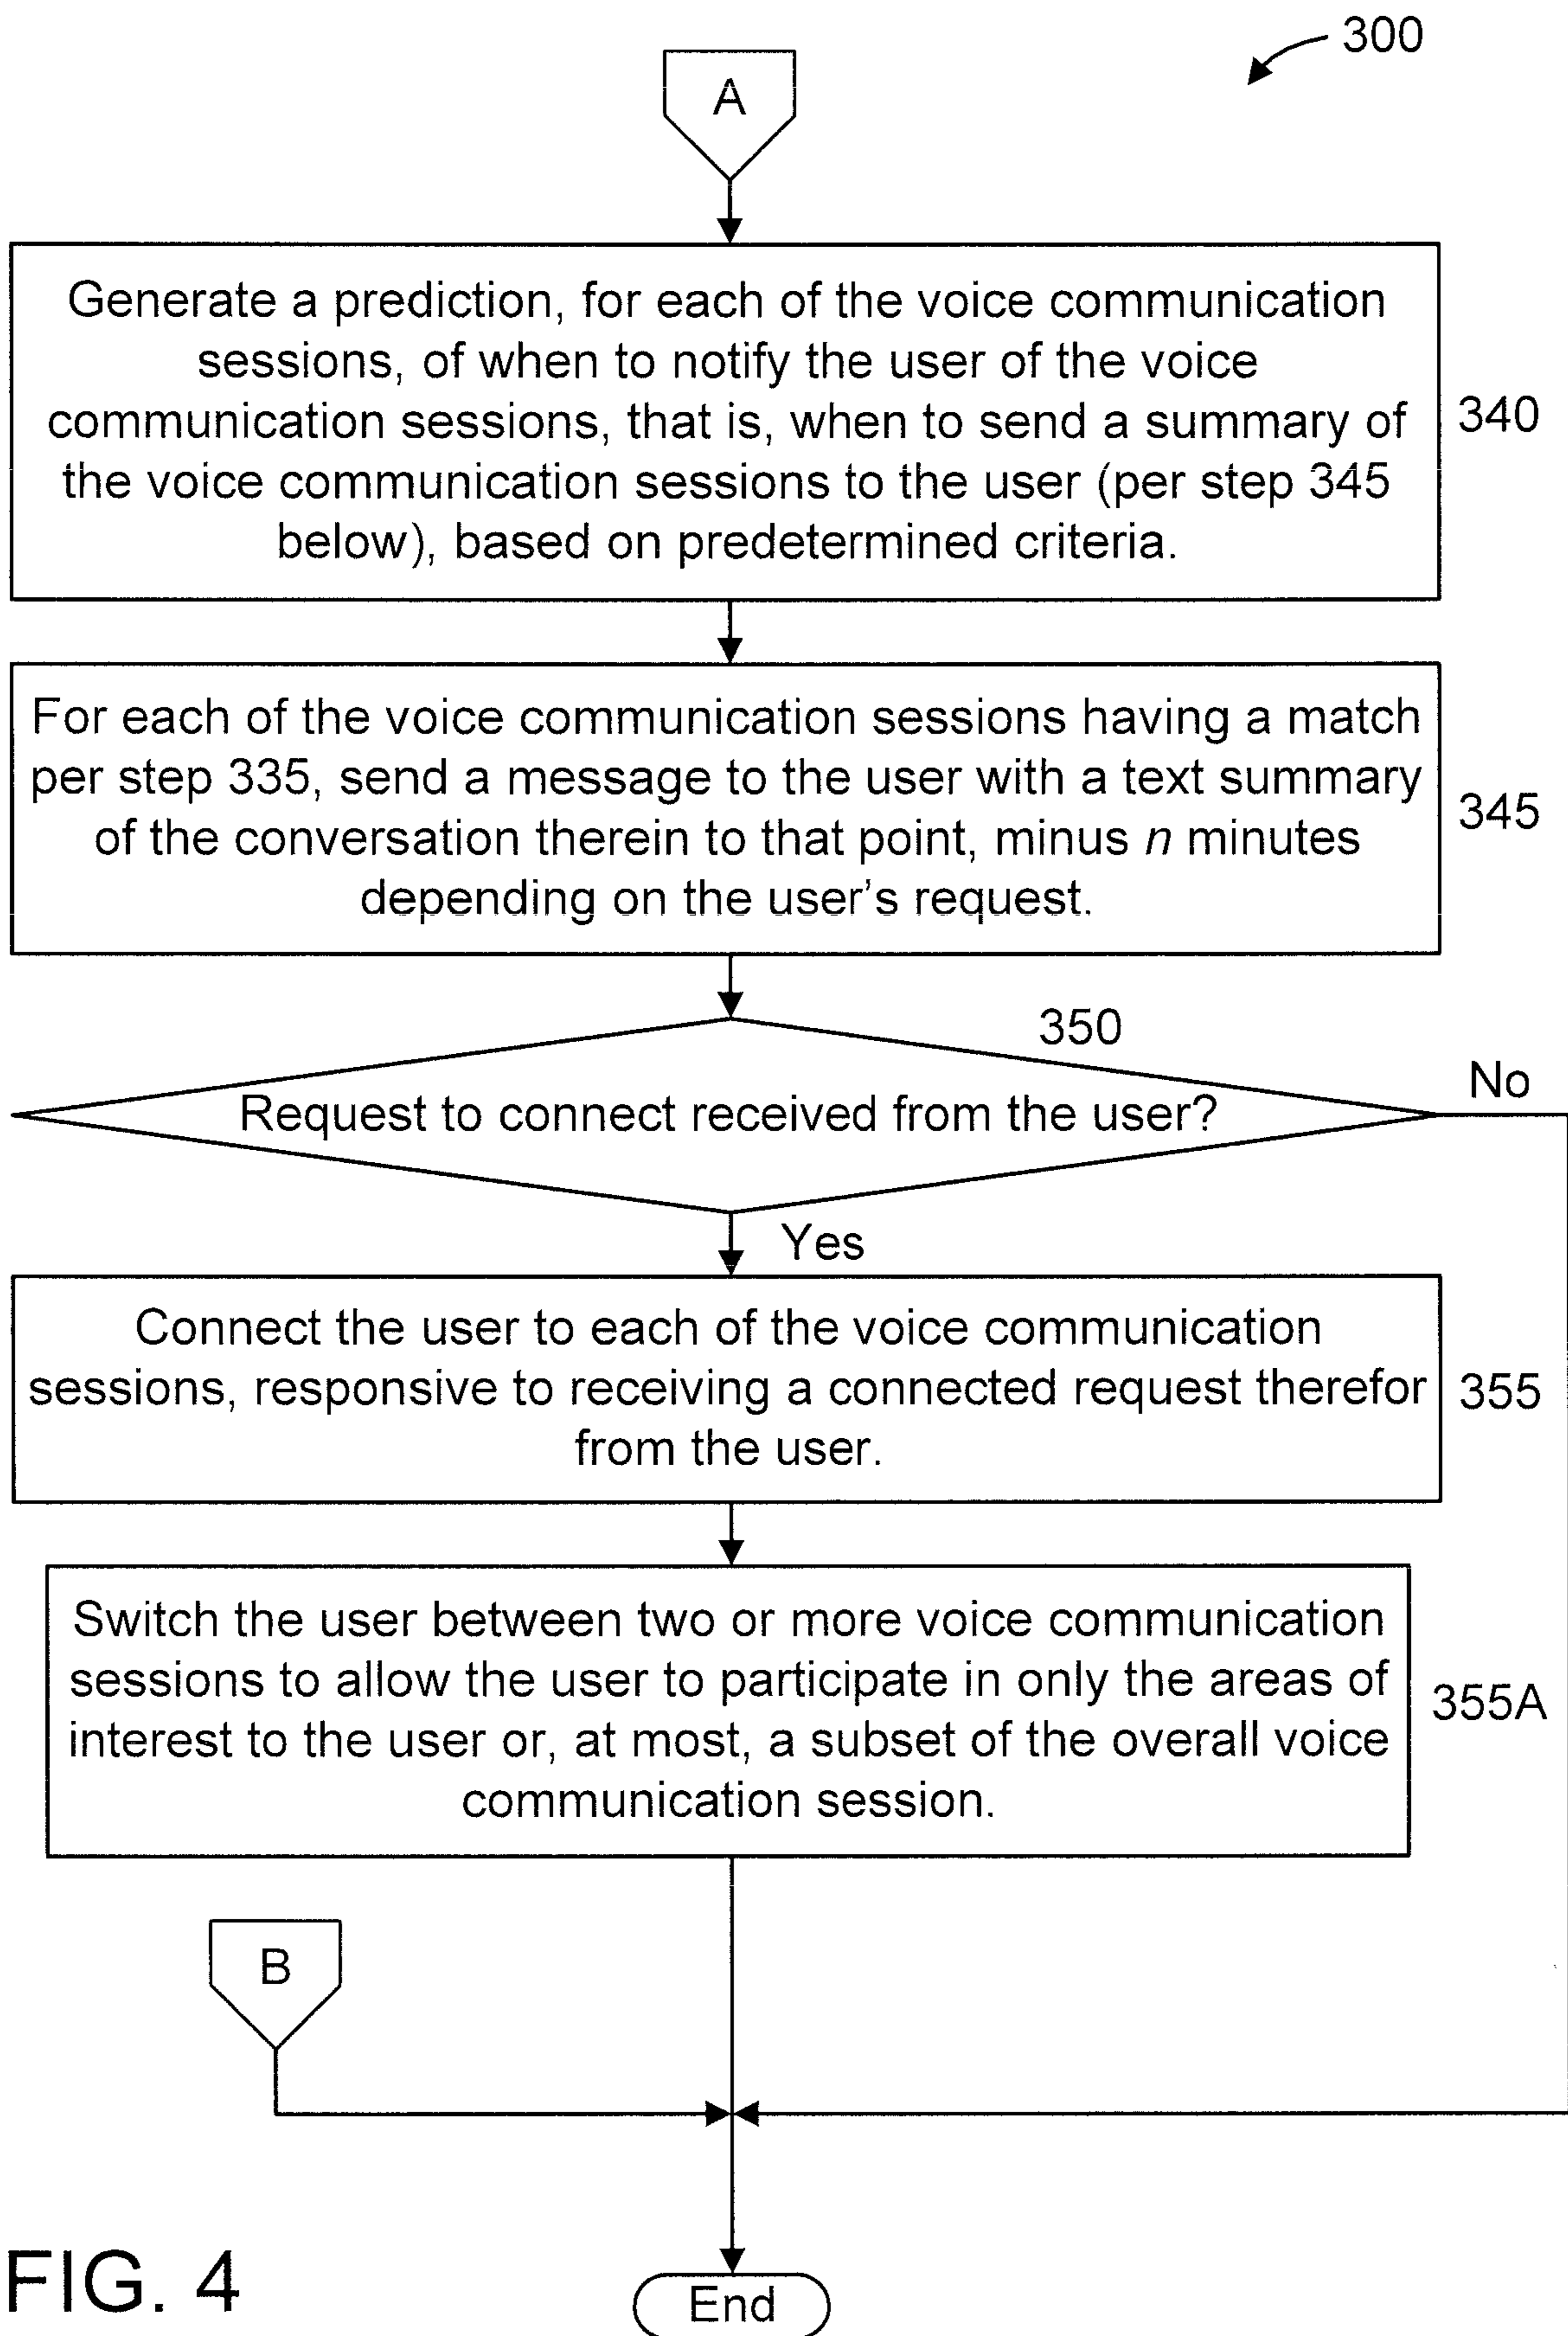 300
A
Generate a prediction, for each of the voice communication
sessions, of when to notify the user of the voice
communication sessions, that is, when to send a summary of
the voice communication sessions to the user (per step 345
below), based on predetermined criteria.
340
For each of the voice communication sessions having a match
per step 335, send a message to the user with a text summary
of the conversation therein to that point, minus n minutes
depending on the user's request.
345
350
Request to connect received from the user?
No
Yes
Connect the user to each of the voice communication
sessions, responsive to receiving a connected request therefor
from the user.
355
Switch the user between two or more voice communication
sessions to allow the user to participate in only the areas of
interest to the user or, at most, a subset of the overall voice
communication session.
355A
B
FIG. 4
End